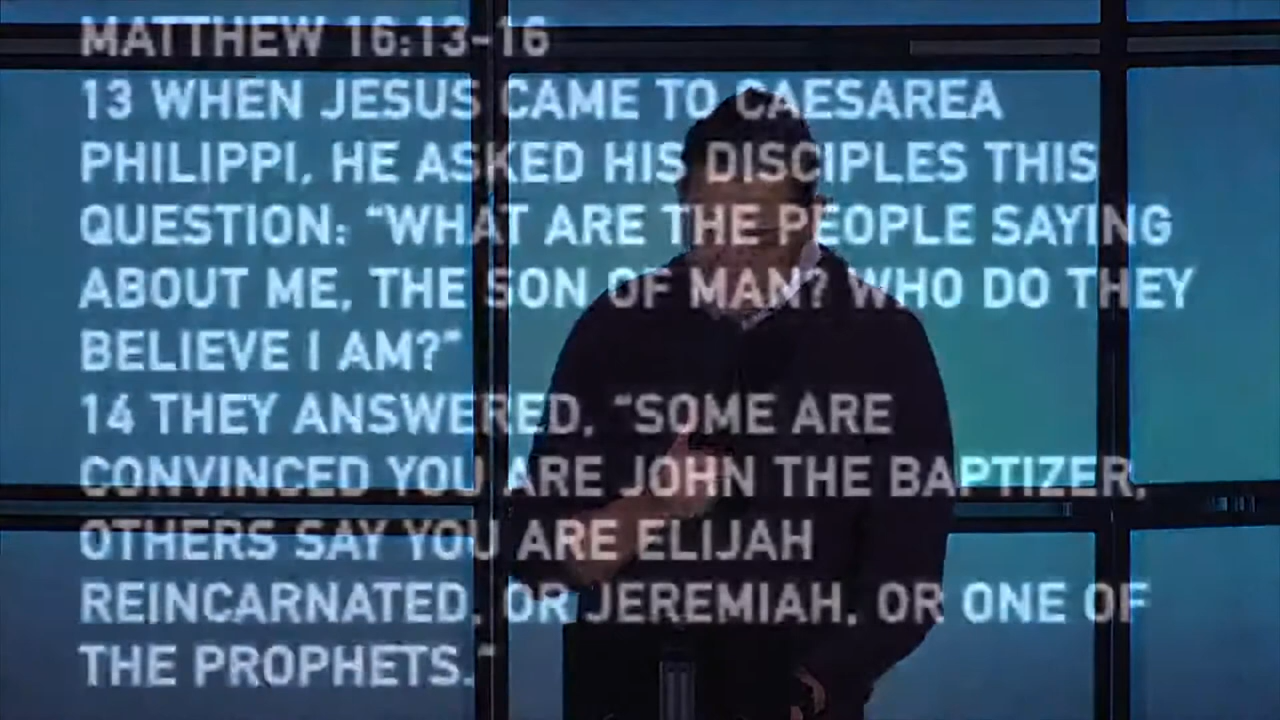 MATTHEW 16:13-16
13 WHEN JESUS CAME TO CAESAREA
PHILIPPI, HE ASKED HIS DISCIPLES THIS
QUESTION: “WHAT ARE THE PEOPLE SAYING
ABOUT ME, THE SON OF MAN? WHO DO THEY
BELIEVE I AM?”
14 THEY ANSWERED, “SOME ARE
CONVINCED YOU ARE JOHN THE BAPTIZER,
OTHERS SAY YOU ARE ELIJAH
REINCARNATED, OR JEREMIAH, OR ONE OF
THE PROPHETS.”